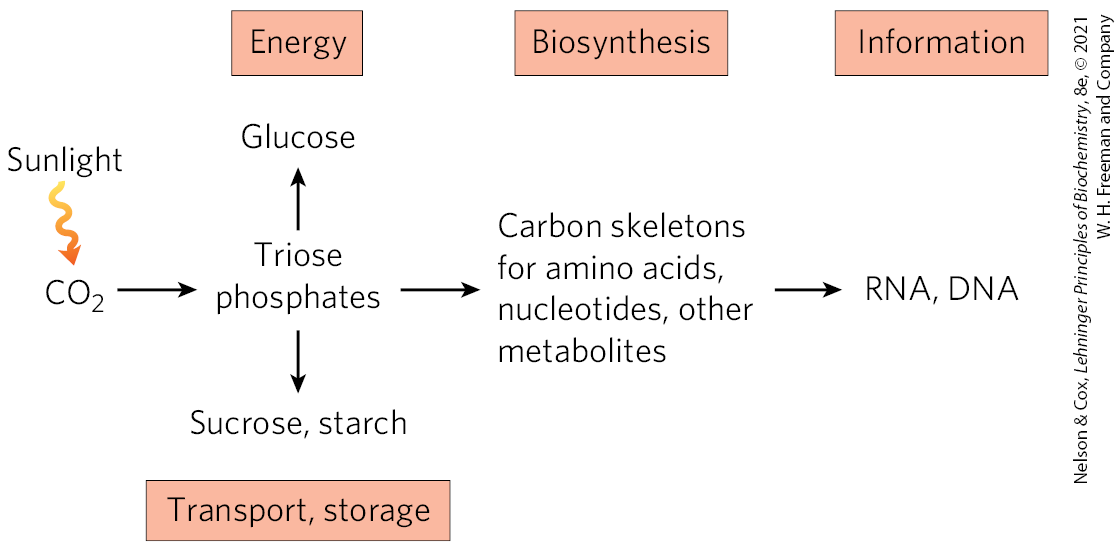 Energy
Biosynthesis
Information
Glucose
Sunlight
CO₂
Triose
phosphates
Carbon skeletons
for amino acids,
nucleotides, other
metabolites
RNA, DNA
Sucrose, starch
Transport, storage
Nelson & Cox, Lehninger Principles of Biochemistry, 8e, © 2021
W. H. Freeman and Company